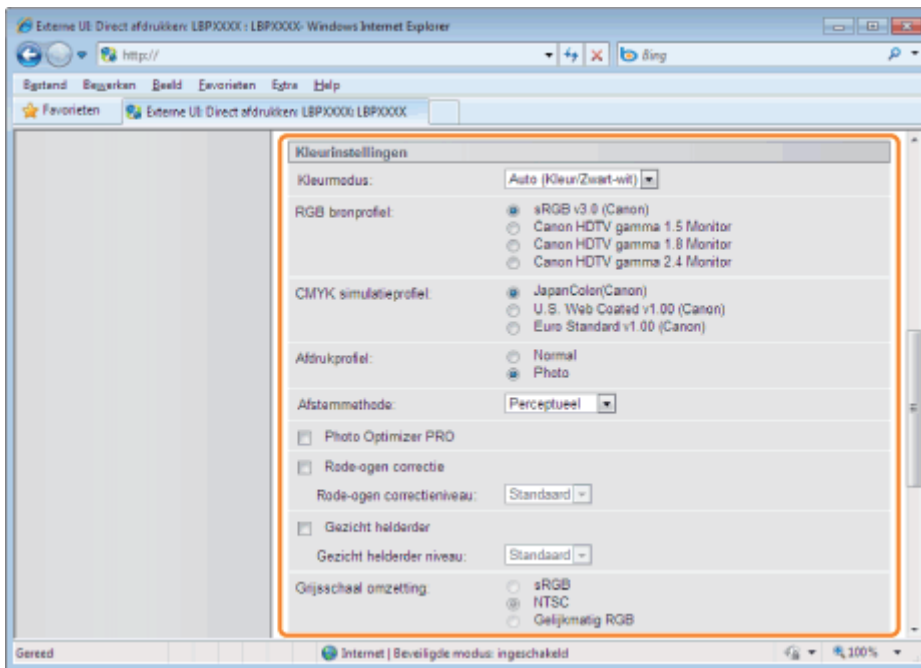 Externe UI: Direct afdrukken: LBPXXXX : LBPXXXX- Windows Internet Explorer
http://
Bing
Bestand Bewerken Beeld Favorieten Extra Help
Favorieten Externe UI: Direct afdrukken: LBPXXXX: LBPXXXX
Kleurinstellingen
Kleurmodus: Auto (Kleur/Zwart-wit)
RGB bronprofiel: sRGB v3.0 (Canon)
Canon HDTV gamma 1.5 Monitor
Canon HDTV gamma 1.8 Monitor
Canon HDTV gamma 2.4 Monitor
CMYK simulatieprofiel: JapanColor(Canon)
U.S. Web Coated v1.00 (Canon)
Euro Standard v1.00 (Canon)
Afdrukprofiel: Normal
Photo
Afstemmethode: Perceptueel
Photo Optimizer PRO
Rode-ogen correctie
Rode-ogen correctieniveau: Standaard
Gezicht helderder
Gezicht helderder niveau: Standaard
Grijsschaal omzetting: sRGB
NTSC
Gelijkmatig RGB
Gereed Internet | Beveiligde modus: ingeschakeld 100%